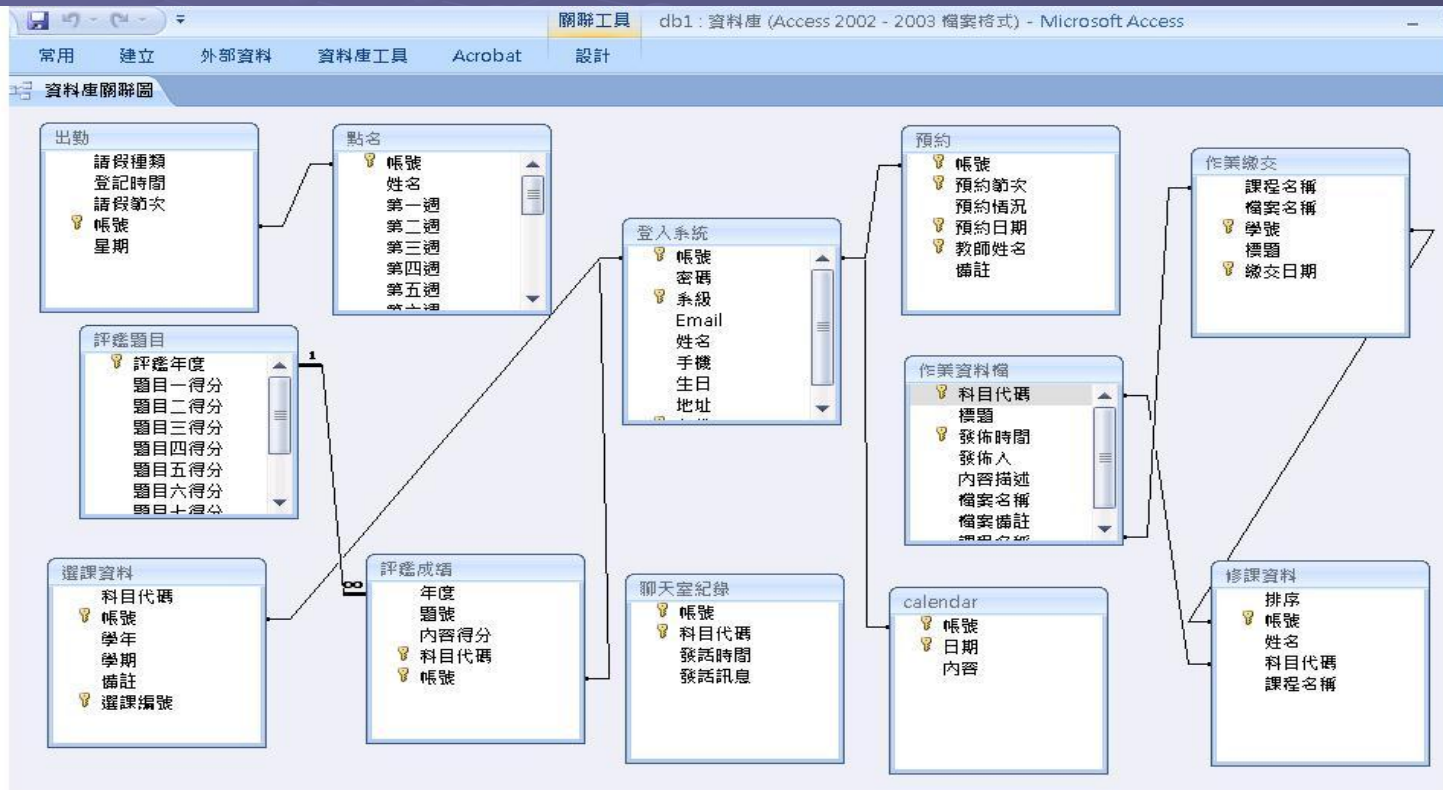 關聯工具
db1：資料庫 (Access 2002 - 2003 檔案格式) - Microsoft Access
常用 建立 外部資料 資料庫工具 Acrobat 設計
資料庫關聯圖
出勤
請假種類
登記時間
請假節次
帳號
星期
點名
帳號
姓名
第一週
第二週
第三週
第四週
第五週
第六週
登入系統
帳號
密碼
系級
Email
姓名
手機
生日
地址
預約
帳號
預約節次
預約情況
預約日期
教師姓名
備註
作業繳交
課程名稱
檔案名稱
學號
標題
繳交日期
評鑑題目
評鑑年度
題目一得分
題目二得分
題目三得分
題目四得分
題目五得分
題目六得分
1
∞
作業資料檔
科目代碼
標題
發佈時間
發佈人
內容描述
檔案名稱
檔案備註
課程名稱
選課資料
科目代碼
帳號
學年
學期
備註
選課編號
評鑑成績
年度
題號
內容得分
科目代碼
帳號
聊天室紀錄
帳號
科目代碼
發話時間
發話訊息
calendar
帳號
日期
內容
修課資料
排序
帳號
姓名
科目代碼
課程名稱